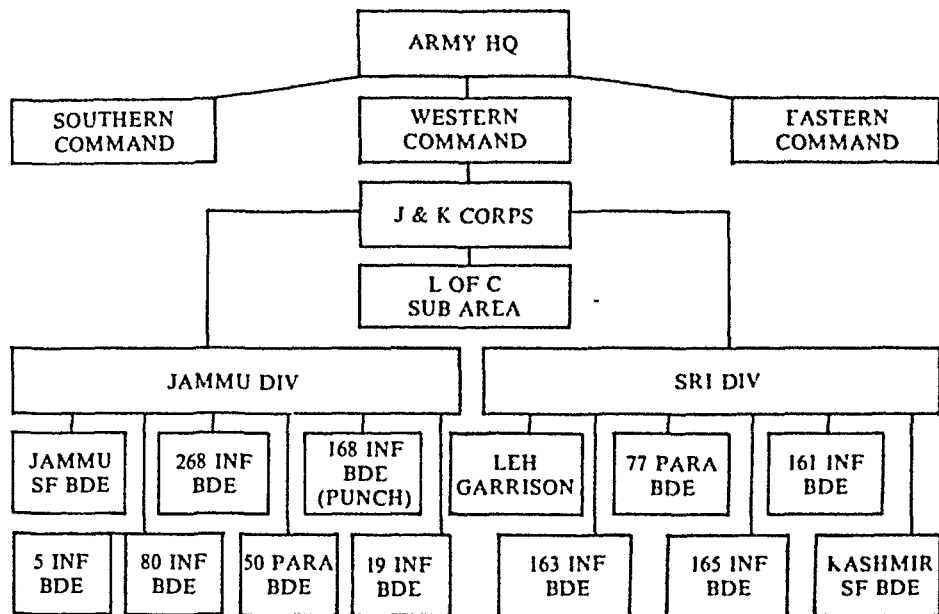 ARMY HQ
SOUTHERN
COMMAND
WESTERN
COMMAND
EASTERN
COMMAND
J & K CORPS
L OF C
SUB AREA
JAMMU DIV
SRI DIV
JAMMU
SF BDE
268 INF
BDE
168 INF
BDE
(PUNCH)
LEH
GARRISON
77 PARA
BDE
161 INF
BDE
5 INF
BDE
80 INF
BDE
50 PARA
BDE
19 INF
BDE
163 INF
BDE
165 INF
BDE
KASHMIR
SF BDE